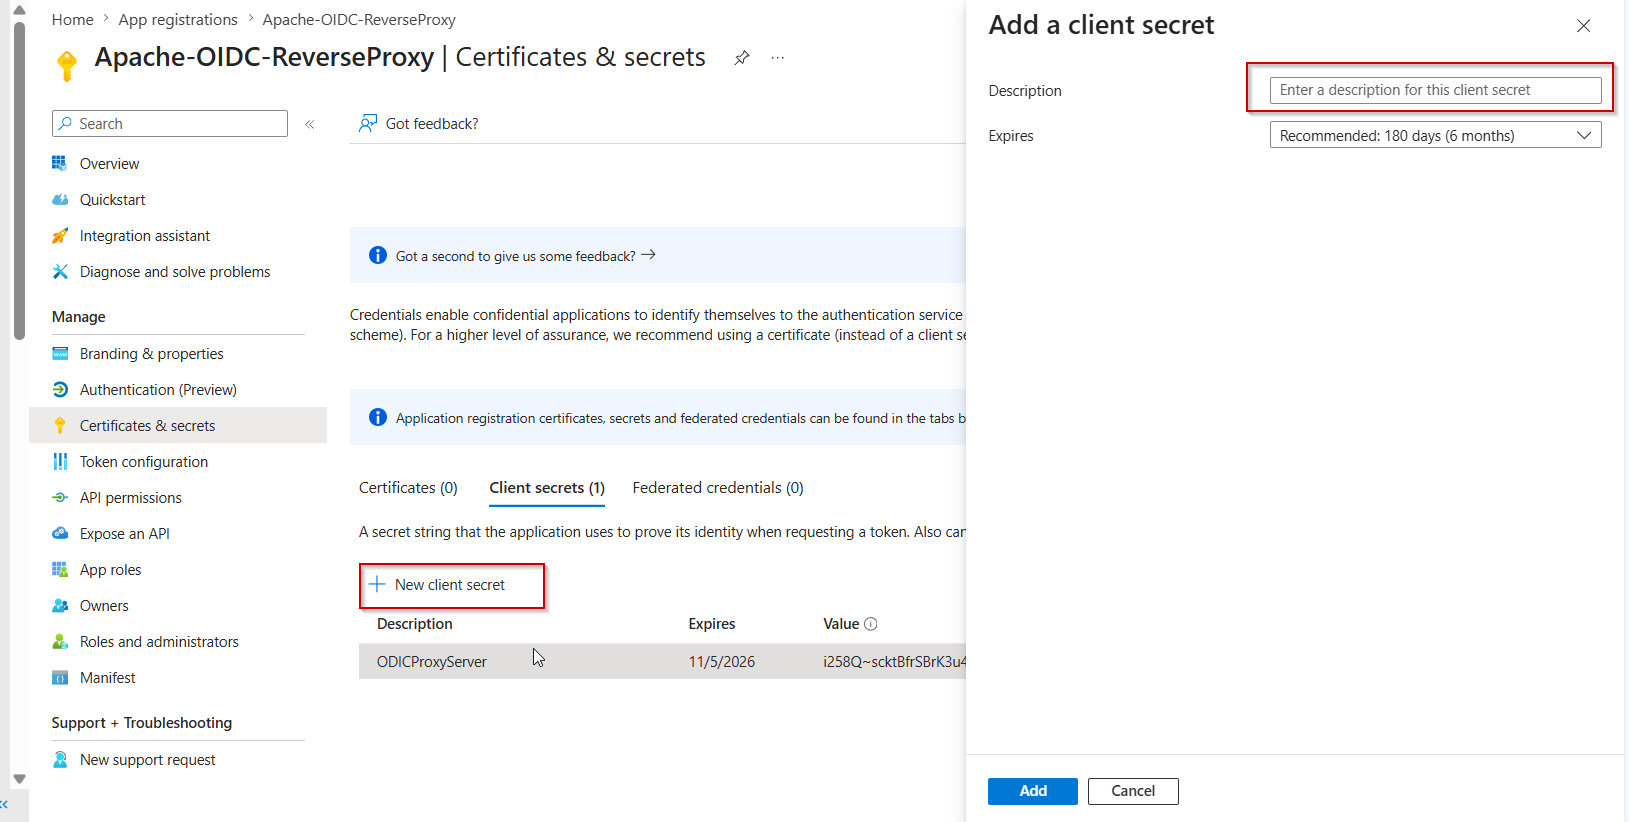 Home > App registrations > Apache-OIDC-ReverseProxy
Apache-OIDC-ReverseProxy | Certificates & secrets
Search
Overview
Quickstart
Integration assistant
Diagnose and solve problems
Manage
Branding & properties
Authentication (Preview)
Certificates & secrets
Token configuration
API permissions
Expose an API
App roles
Owners
Roles and administrators
Manifest
Support + Troubleshooting
New support request
Got feedback?
Got a second to give us some feedback?
Credentials enable confidential applications to identify themselves to the authentication service
scheme). For a higher level of assurance, we recommend using a certificate (instead of a client se
Application registration certificates, secrets and federated credentials can be found in the tabs b
Certificates (0) Client secrets (1) Federated credentials (0)
A secret string that the application uses to prove its identity when requesting a token. Also can
New client secret
Description Expires Value
ODICProxyServer 11/5/2026 i258Q~scktBfrSBrK3u4
Add a client secret
Description Enter a description for this client secret
Expires Recommended: 180 days (6 months)
Add Cancel